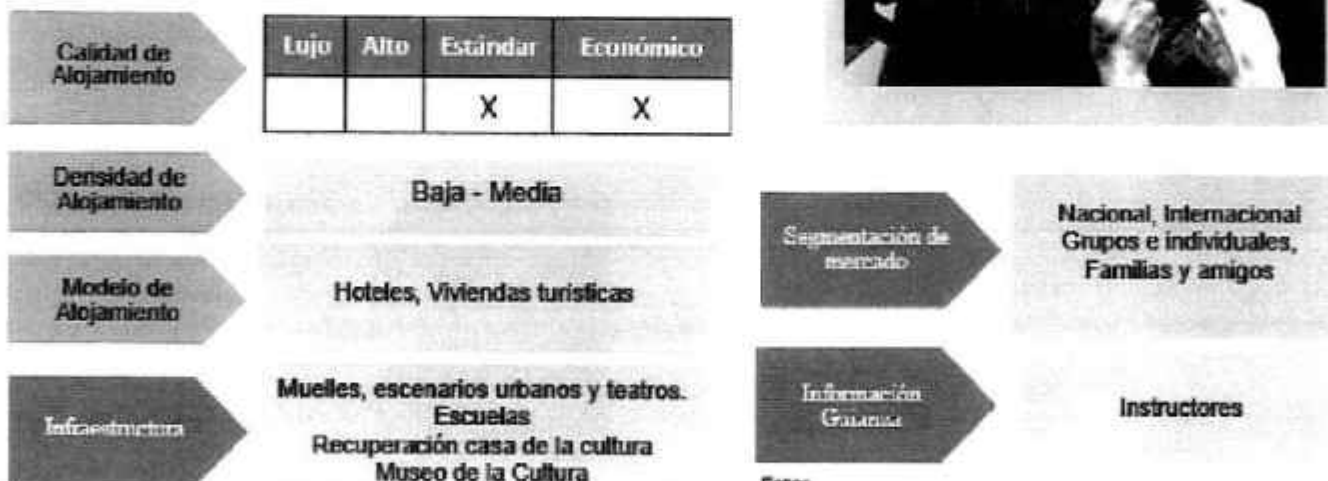 Calidad de
Alojamiento
Lujo Alto Estándar Económico
X X
Densidad de
Alojamiento
Baja - Media
Modelo de
Alojamiento
Hoteles, Viviendas turísticas
Infraestructura
Muelles, escenarios urbanos y teatros.
Escuelas
Recuperación casa de la cultura
Museo de la Cultura
Segmentación de
mercado
Nacional, Internacional
Grupos e individuales,
Familias y amigos
Información
Guianza
Instructores